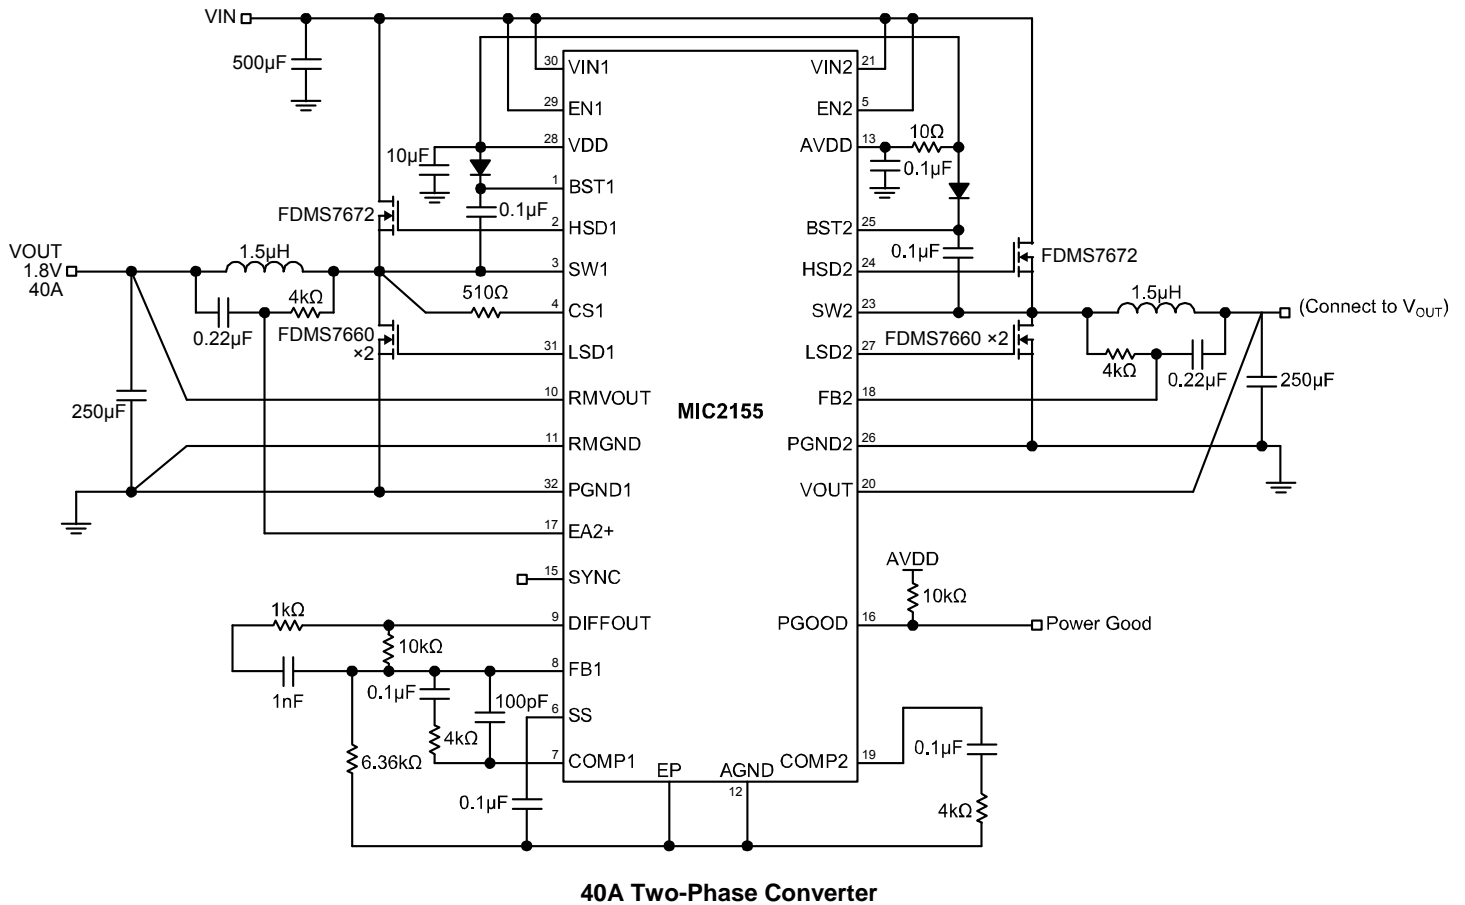 VIN
500µF
30 VIN1
VIN2 21
29 EN1
EN2 5
28 VDD
AVDD 13
10Ω
10µF
0.1µF
1 BST1
BST2 25
0.1µF
0.1µF
FDMS7672
2 HSD1
HSD2 24
FDMS7672
VOUT
1.8V
40A
1.5µH
3 SW1
SW2 23
1.5µH
(Connect to VOUT)
4kΩ
510Ω
4 CS1
0.22µF
FDMS7660
×2
31 LSD1
LSD2 27
FDMS7660 ×2
4kΩ
0.22µF
250µF
250µF
10 RMVOUT
FB2 18
MIC2155
11 RMGND
PGND2 26
32 PGND1
VOUT 20
17 EA2+
15 SYNC
AVDD
10kΩ
1kΩ
9 DIFFOUT
PGOOD 16
Power Good
10kΩ
8 FB1
1nF
0.1µF
100pF
6 SS
4kΩ
6.36kΩ
7 COMP1
COMP2 19
0.1µF
EP
AGND
12
0.1µF
4kΩ
40A Two-Phase Converter